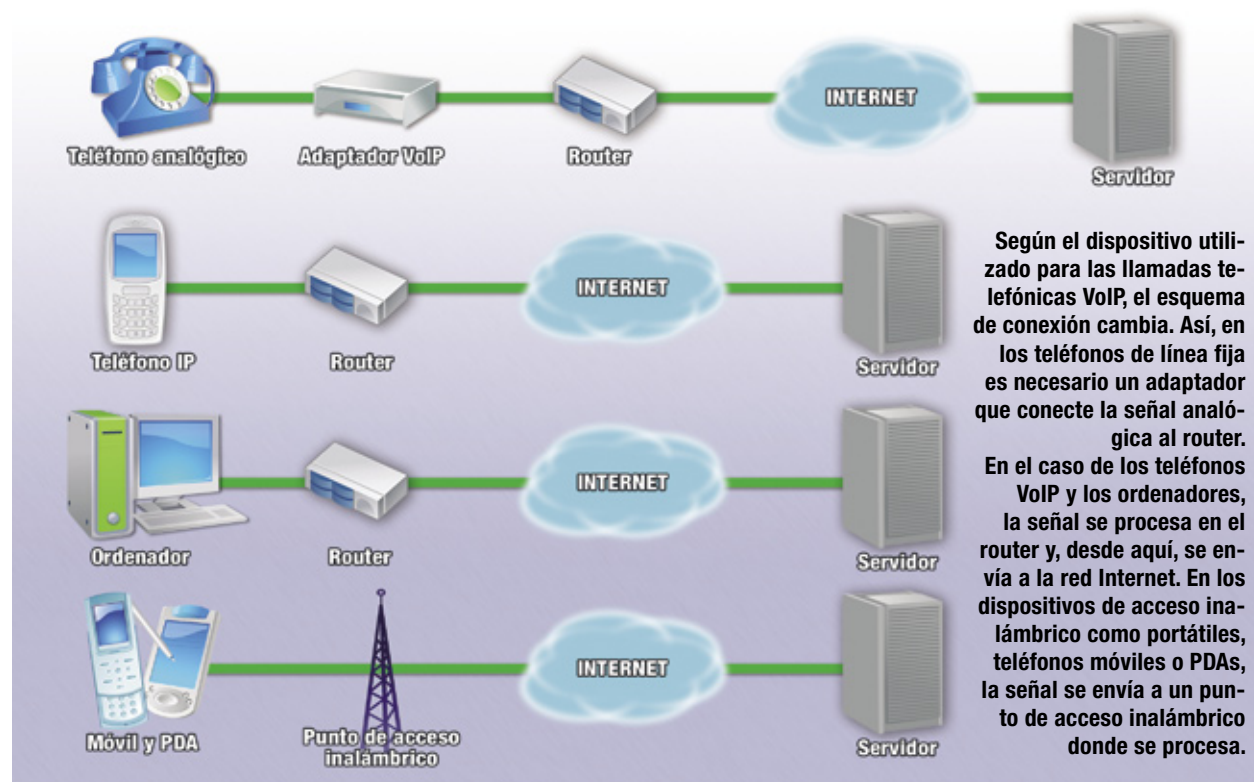 INTERNET
Teléfono analógico
Adaptador VoIP
Router
Servidor
INTERNET
Teléfono IP
Router
Servidor
INTERNET
Ordenador
Router
Servidor
INTERNET
Móvil y PDA
Punto de acceso
inalámbrico
Servidor
Según el dispositivo utili-
zado para las llamadas te-
lefónicas VoIP, el esquema
de conexión cambia. Así, en
los teléfonos de línea fija
es necesario un adaptador
que conecte la señal analó-
gica al router.
En el caso de los teléfonos
VoIP y los ordenadores,
la señal se procesa en el
router y, desde aquí, se en-
vía a la red Internet. En los
dispositivos de acceso ina-
lámbrico como portátiles,
teléfonos móviles o PDAs,
la señal se envía a un pun-
to de acceso inalámbrico
donde se procesa.